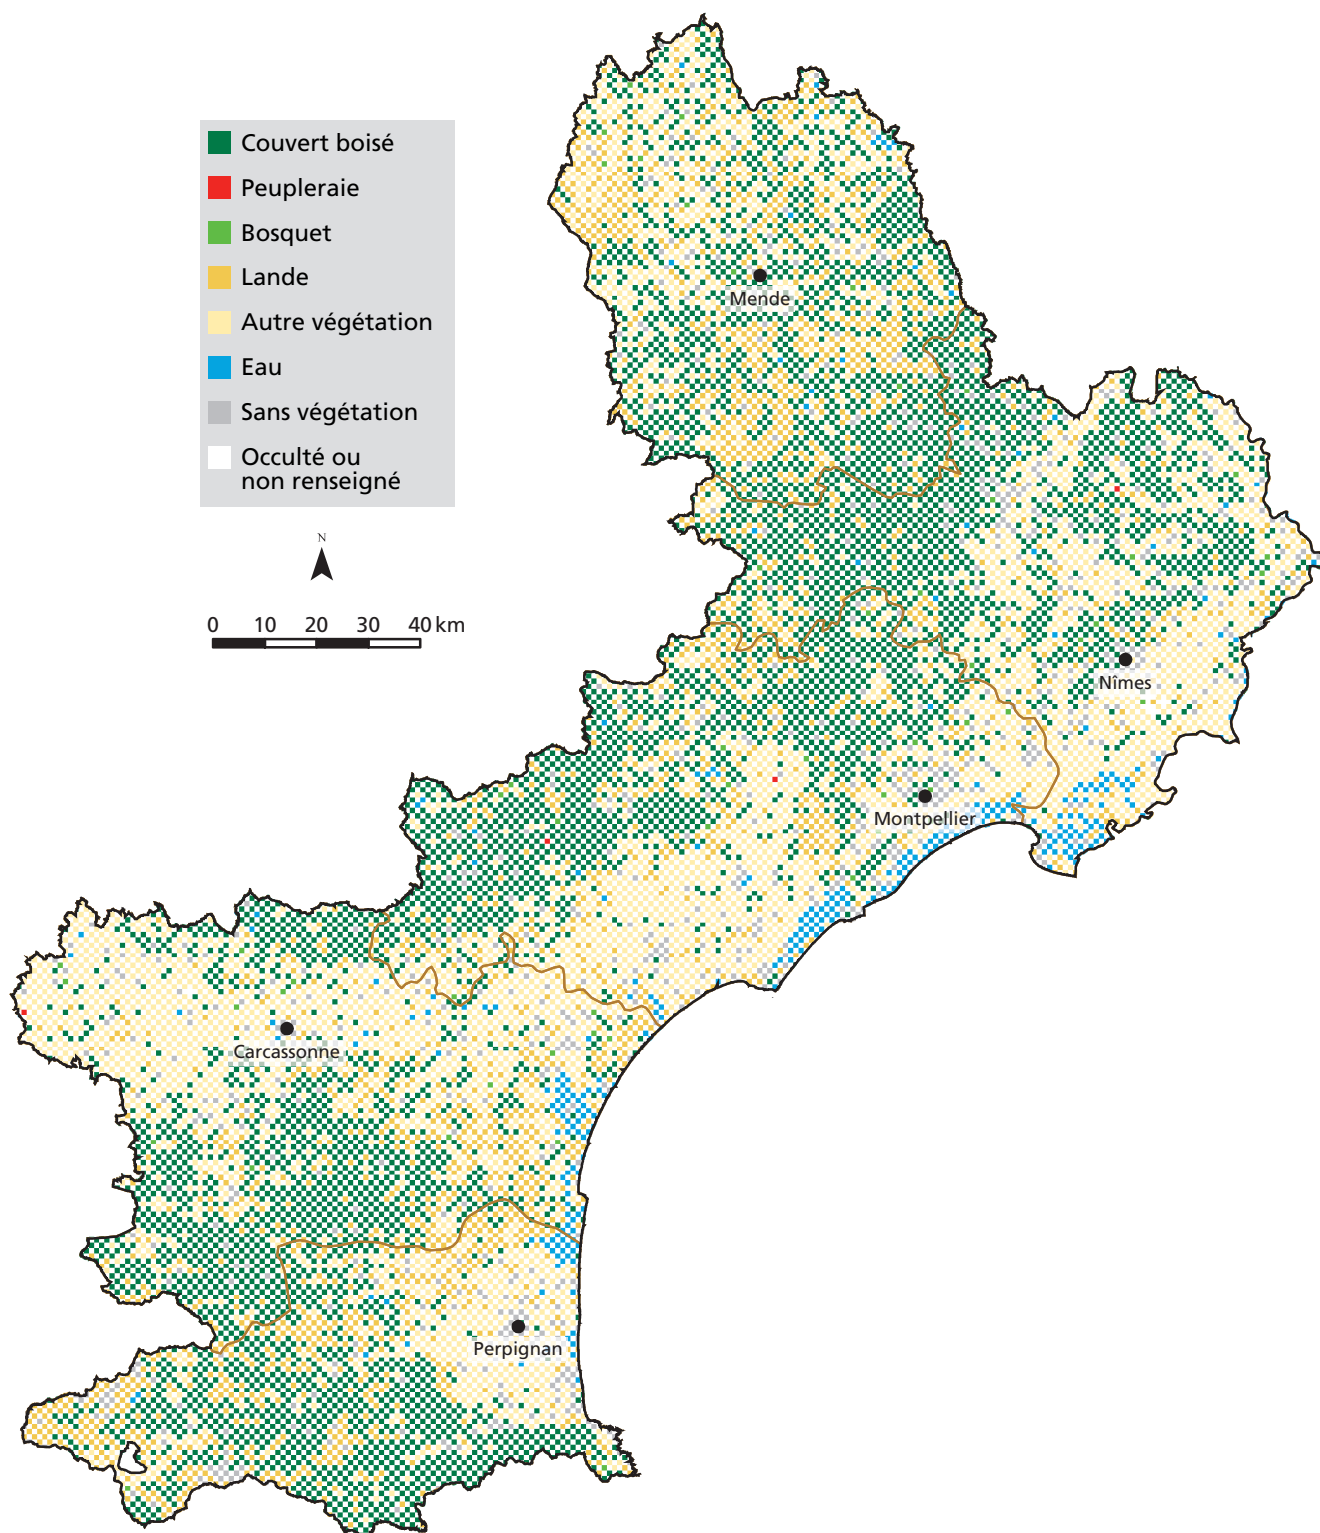 Couvert boisé
Peupleraie
Bosquet
Lande
Autre végétation
Eau
Sans végétation
Occulté ou
non renseigné
N
0 10 20 30 40 km
Mende
Nîmes
Montpellier
Carcassonne
Perpignan